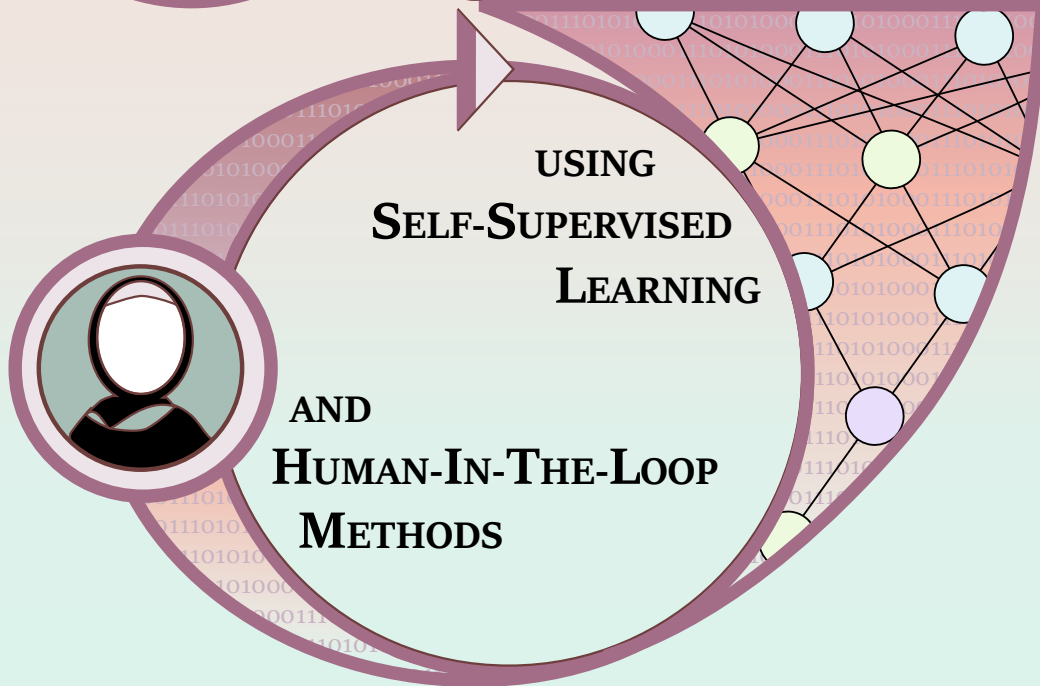 USING
SELF-SUPERVISED
LEARNING
AND
HUMAN-IN-THE-LOOP
METHODS